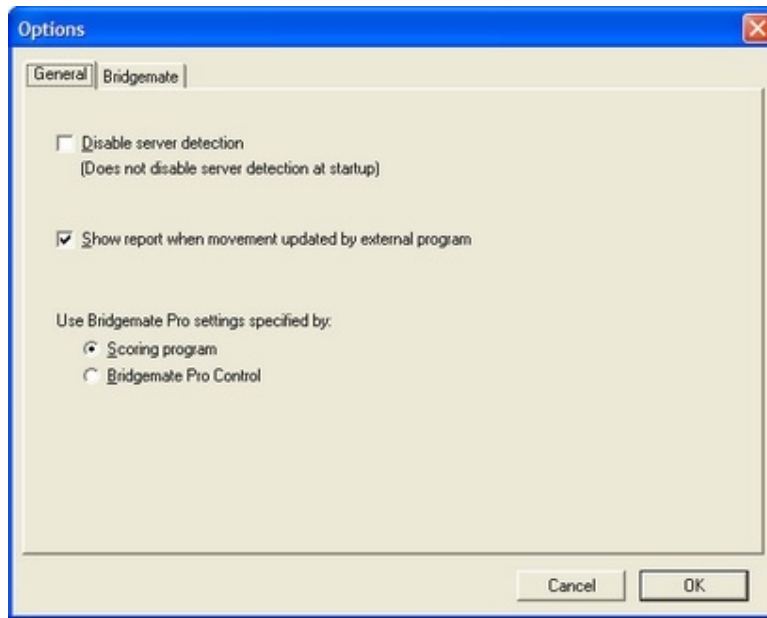 Options
General Bridgemate
Disable server detection
(Does not disable server detection at startup)
Show report when movement updated by external program
Use Bridgemate Pro settings specified by:
Scoring program
Bridgemate Pro Control
Cancel OK